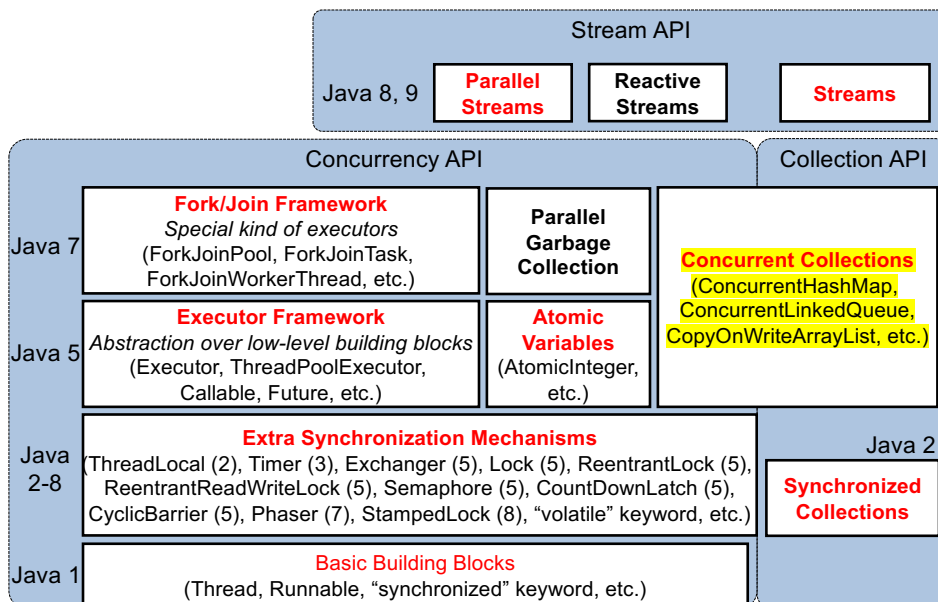 Stream API
Java 8, 9
Parallel
Streams
Reactive
Streams
Streams
Concurrency API
Collection API
Java 7
Fork/Join Framework
Special kind of executors
(ForkJoinPool, ForkJoinTask,
ForkJoinWorkerThread, etc.)
Parallel
Garbage
Collection
Concurrent Collections
(ConcurrentHashMap,
ConcurrentLinkedQueue,
CopyOnWriteArrayList, etc.)
Java 5
Executor Framework
Abstraction over low-level building blocks
(Executor, ThreadPoolExecutor,
Callable, Future, etc.)
Atomic
Variables
(AtomicInteger,
etc.)
Java
2-8
Extra Synchronization Mechanisms
(ThreadLocal (2), Timer (3), Exchanger (5), Lock (5), ReentrantLock (5),
ReentrantReadWriteLock (5), Semaphore (5), CountDownLatch (5),
CyclicBarrier (5), Phaser (7), StampedLock (8), “volatile” keyword, etc.)
Java 2
Synchronized
Collections
Java 1
Basic Building Blocks
(Thread, Runnable, “synchronized” keyword, etc.)